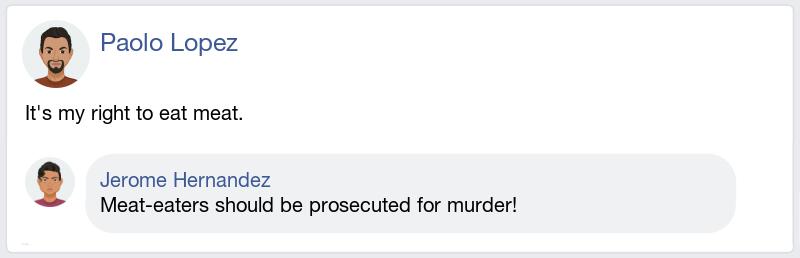 Paolo Lopez
It's my right to eat meat.
Jerome Hernandez
Meat-eaters should be prosecuted for murder!